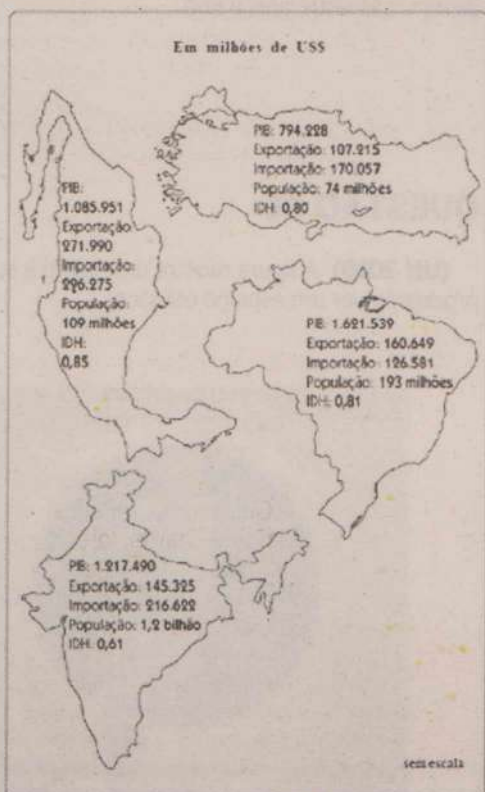 Em milhões de US$
PIB: 794.228
Exportação: 107.215
Importação: 170.057
População: 74 milhões
IDH: 0,80
PIB:
1.085.951
Exportação:
271.990
Importação:
296.275
População:
109 milhões
IDH:
0,85
PIB: 1.621.539
Exportação: 160.649
Importação: 126.581
População: 193 milhões
IDH: 0,81
PIB: 1.217.490
Exportação: 145.325
Importação: 216.622
População: 1,2 bilhão
IDH: 0,61
sem escala